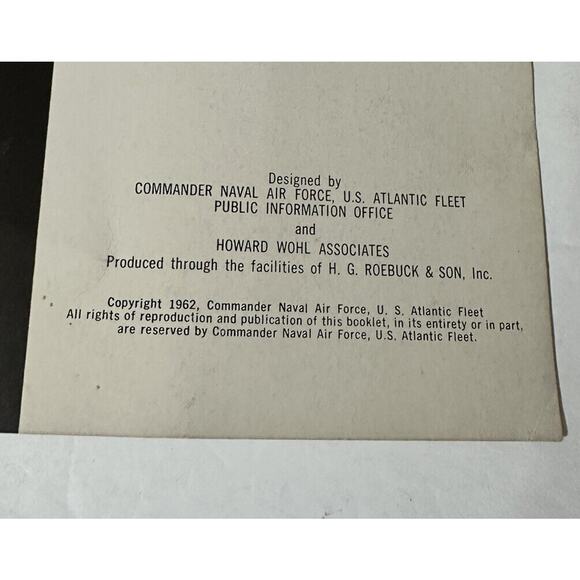 Designed by
COMMANDER NAVAL AIR FORCE, U.S. ATLANTIC FLEET
PUBLIC INFORMATION OFFICE
and
HOWARD WOHL ASSOCIATES
Produced through the facilities of H. G. ROEBUCK & SON, Inc.
Copyright 1962, Commander Naval Air Force, U. S. Atlantic Fleet
All rights of reproduction and publication of this booklet, in its entirety or in part,
are reserved by Commander Naval Air Force, U.S. Atlantic Fleet.